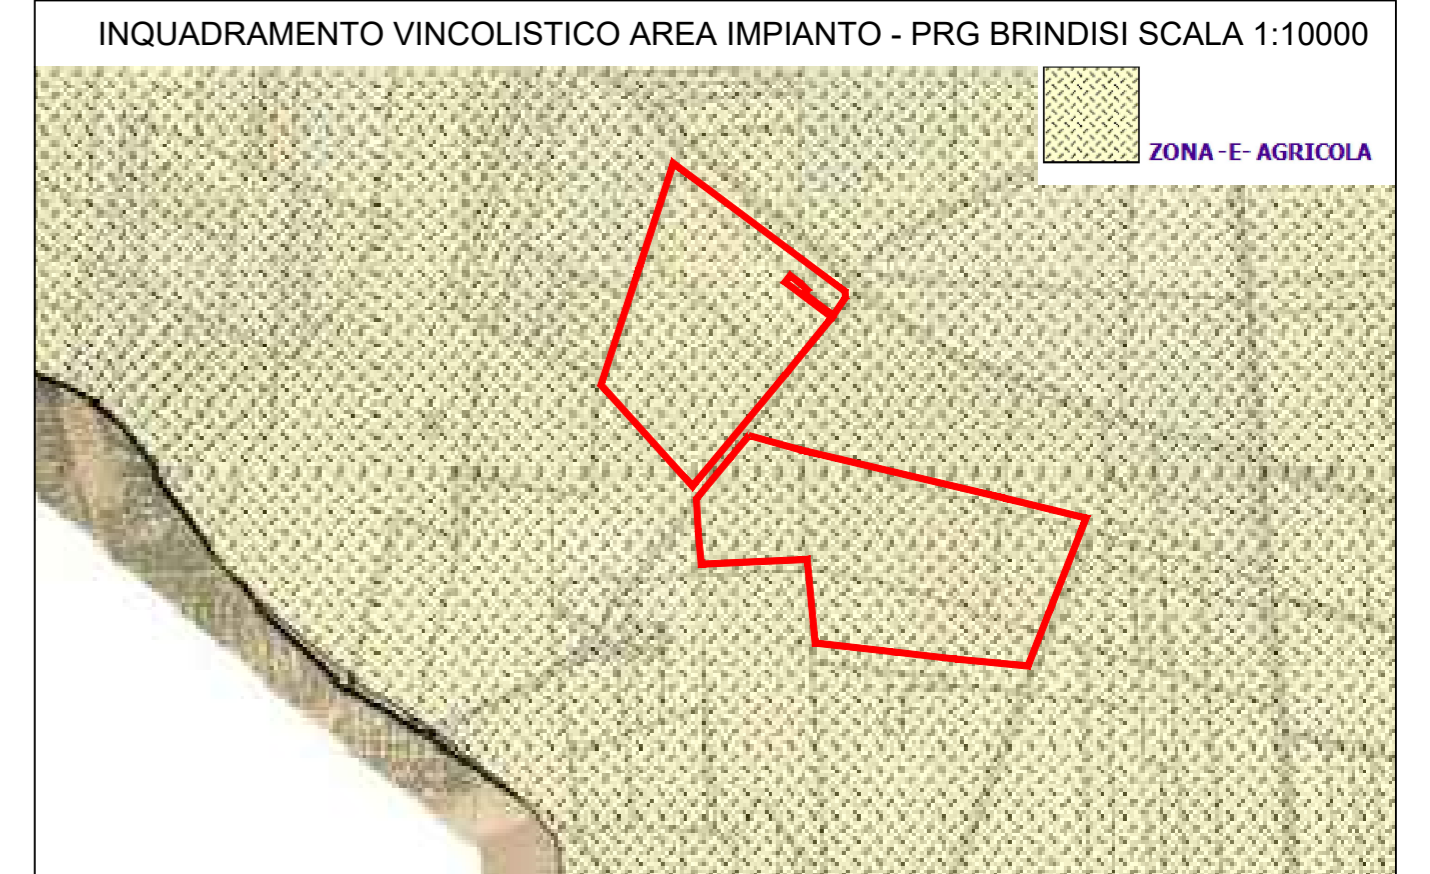 INQUADRAMENTO VINCOLISTICO AREA IMPIANTO - PRG BRINDISI SCALA 1:10000
ZONA -E- AGRICOLA